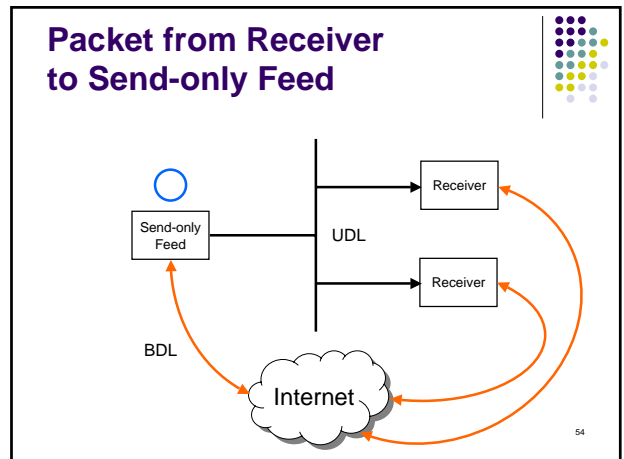 Packet from Receiver
to Send-only Feed
Receiver
Send-only
Feed
UDL
Receiver
BDL
Internet
54